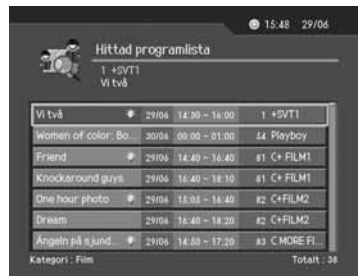 15:48 29/06
Hittad programlista
1 +SVT1
Vi två
Vi två 29/06 14:30 ~ 16:00 1 +SVT1
Women of color: Bo... 30/06 00:00 ~ 01:00 54 Playboy
Friend 29/06 14:40 ~ 16:40 81 C+ FILM1
Knockaround guys 29/06 16:40 ~ 18:10 81 C+ FILM1
One hour photo 29/06 15:05 ~ 16:40 82 C+FILM2
Dream 29/06 16:40 ~ 18:20 82 C+FILM2
Ängeln på sjund... 29/06 14:50 ~ 17:20 83 C MORE FI...
Kategori : Film Totalt : 38